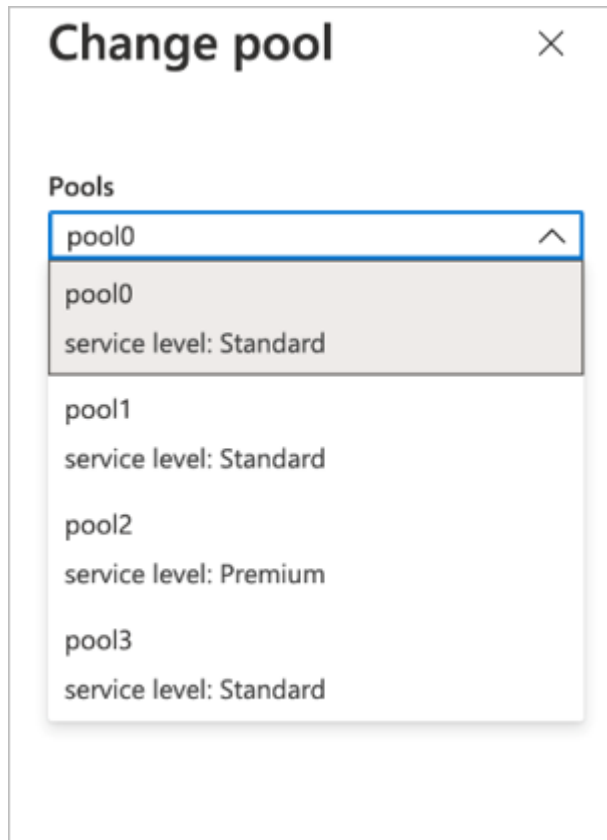 Change pool
Pools
pool0
pool0
service level: Standard
pool1
service level: Standard
pool2
service level: Premium
pool3
service level: Standard